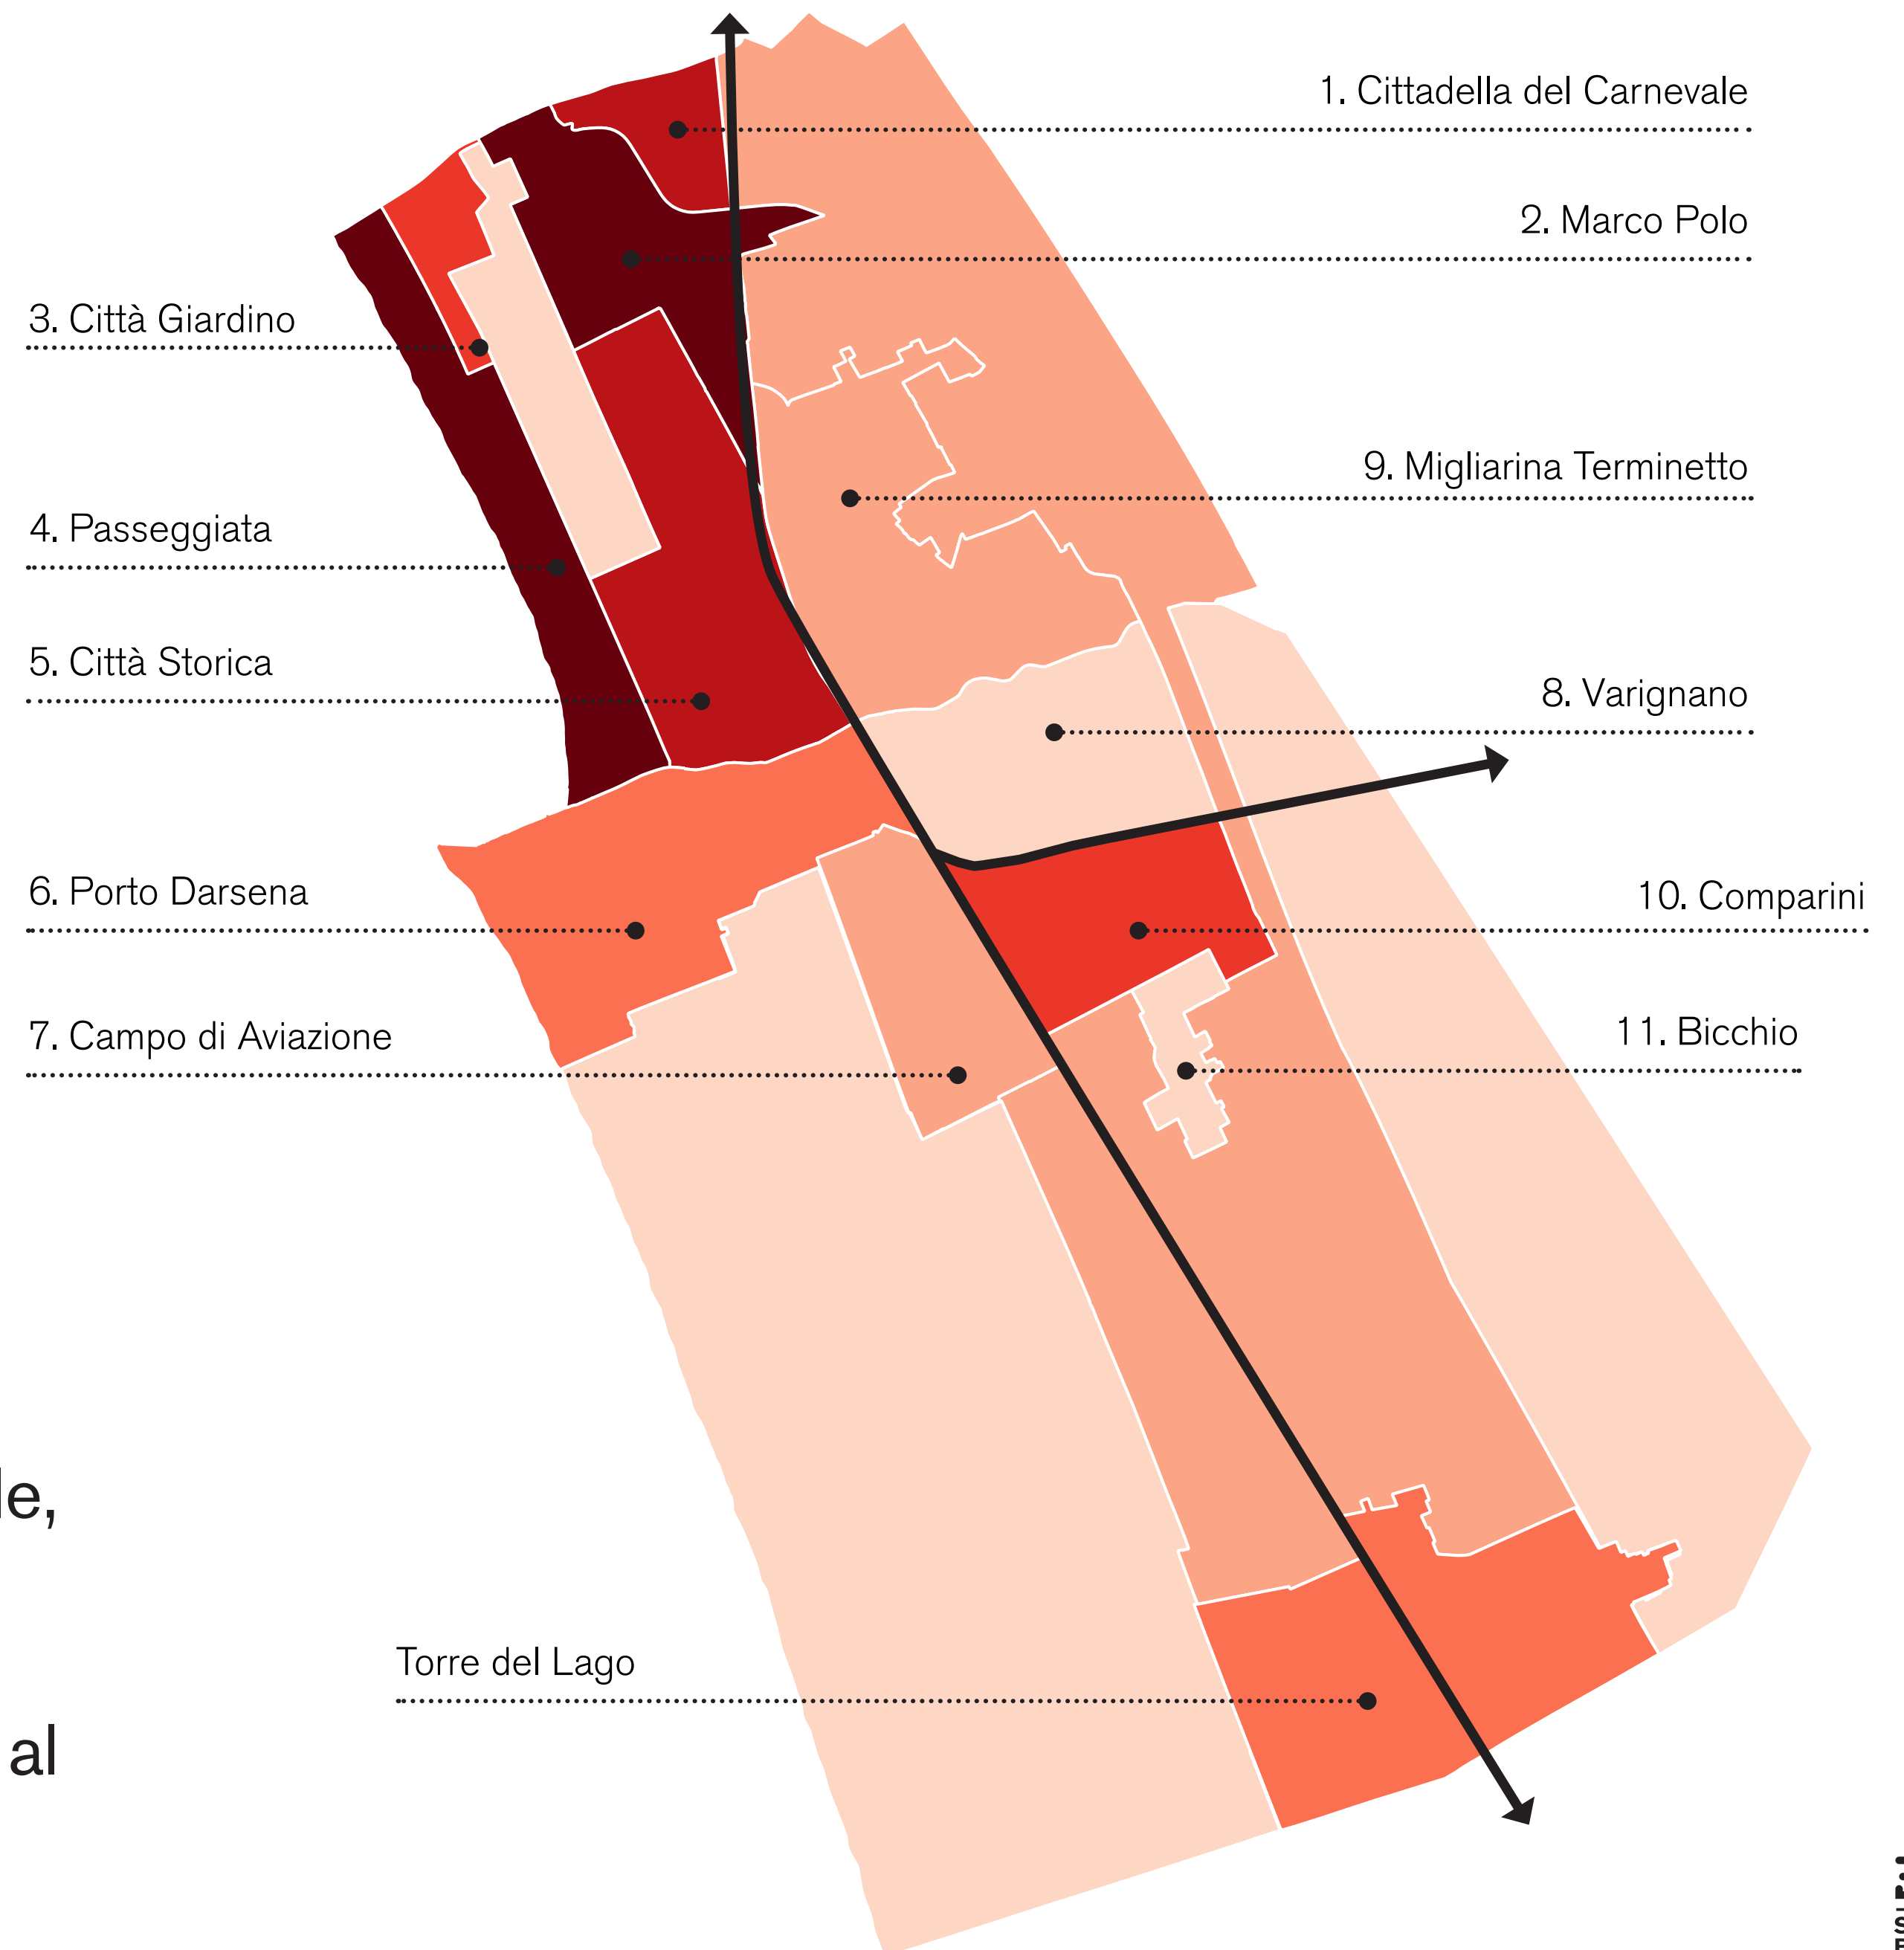 1. Cittadella del Carnevale
2. Marco Polo
3. Città Giardino
9. Migliarina Terminetto
4. Passeggiata
5. Città Storica
8. Varignano
6. Porto Darsena
10. Comparini
7. Campo di Aviazione
11. Bicchio
Torre del Lago
al